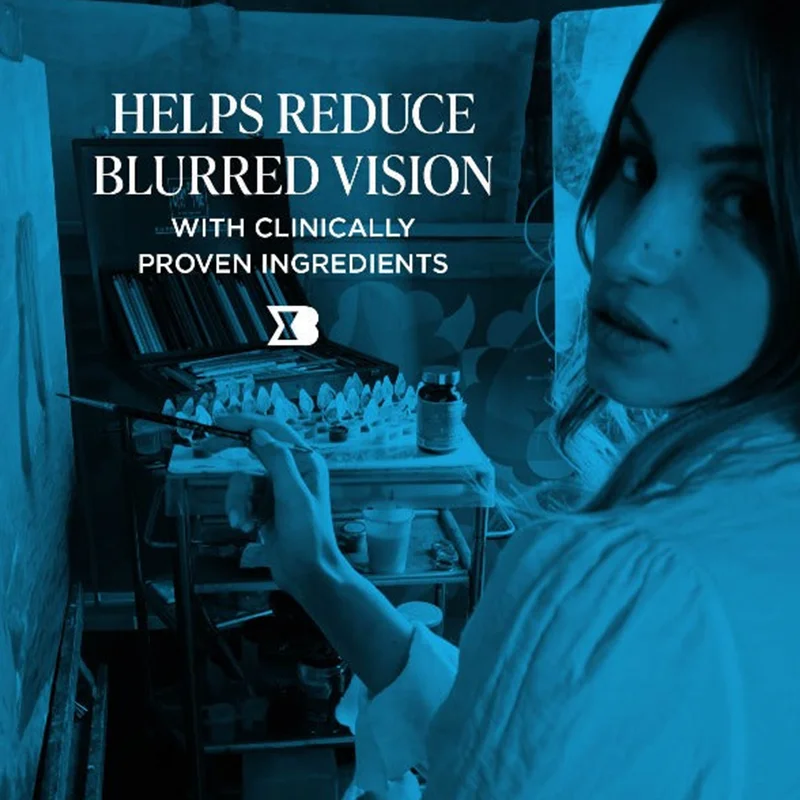 HELPS REDUCE
BLURRED VISION
WITH CLINICALLY
PROVEN INGREDIENTS